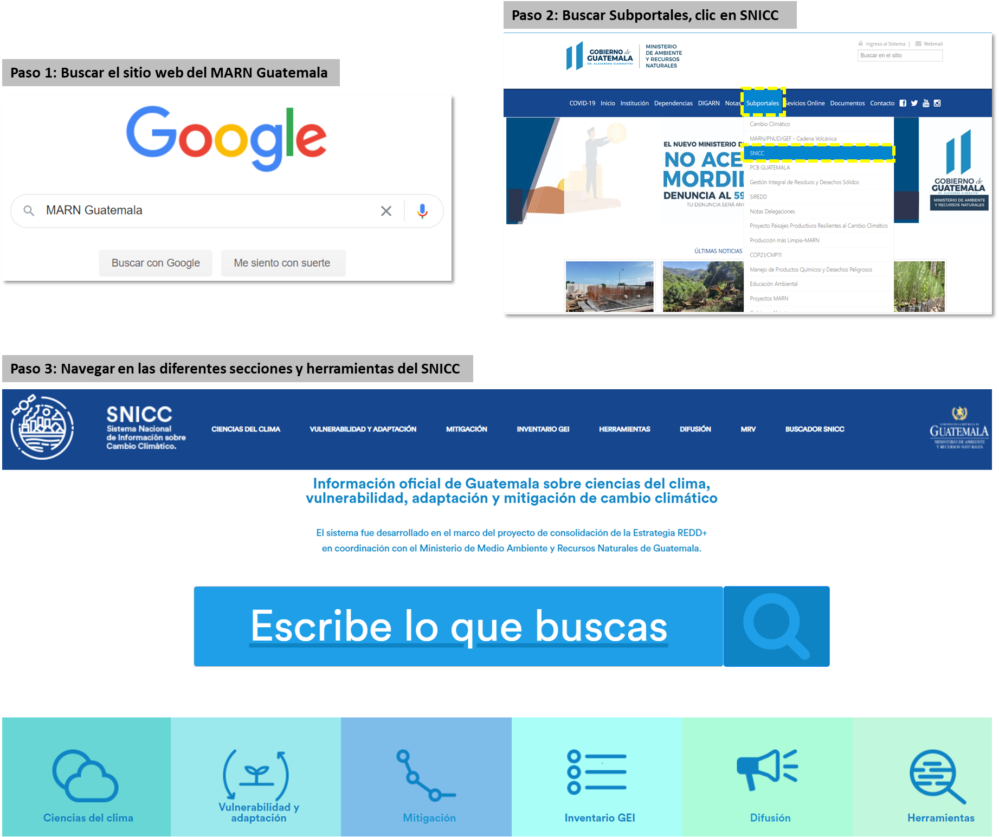 Paso 1: Buscar el sitio web del MARN Guatemala
Google
MARN Guatemala
Buscar con Google
Me siento con suerte
Paso 2: Buscar Subportales, clic en SNICC
GOBIERNO de
GUATEMALA
DR. ALEJANDRO GIAMMATTEI
MINISTERIO
DE AMBIENTE
Y RECURSOS
NATURALES
Ingreso al Sistema | Webmail
Buscar en el sitio
COVID-19 Inicio Institución Dependencias DIGARN Notas Subportales Sevicios Online Documentos Contacto
Cambio Climático
MARN/PNUD/GEF - Cadena Volcánica
SNICC
PCB GUATEMALA
Gestión Integral de Residuos y Desechos Sólidos
SIREDD
Notas Delegaciones
Proyecto Paisajes Productivos Resilientes al Cambio Climático
Producción más Limpia-MARN
COP21/CMP11
Manejo de Productos Químicos y Desechos Peligrosos
Educación Ambiental
Proyectos MARN
EL NUEVO MINISTERIO D
NO ACE
MORDI
DENUNCIA AL 59
TU DENUNCIA SERÁ AN
GOBIERNO de
GUATEMALA
DR. ALEJANDRO GIAMMATTEI
MINISTERIO DE AMBIENTE
Y RECURSOS NATURALES
ÚLTIMAS NOTICIAS
Paso 3: Navegar en las diferentes secciones y herramientas del SNICC
SNICC
Sistema Nacional
de Información sobre
Cambio Climático.
CIENCIAS DEL CLIMA VULNERABILIDAD Y ADAPTACIÓN MITIGACIÓN INVENTARIO GEI HERRAMIENTAS DIFUSIÓN MRV BUSCADOR SNICC
GOBIERNO DE LA REPÚBLICA DE
GUATEMALA
MINISTERIO DE AMBIENTE
Y RECURSOS NATURALES
Información oficial de Guatemala sobre ciencias del clima,
vulnerabilidad, adaptación y mitigación de cambio climático
El sistema fue desarrollado en el marco del proyecto de consolidación de la Estrategia REDD+
en coordinación con el Ministerio de Medio Ambiente y Recursos Naturales de Guatemala.
Escribe lo que buscas
Ciencias del clima
Vulnerabilidad y
adaptación
Mitigación
Inventario GEI
Difusión
Herramientas